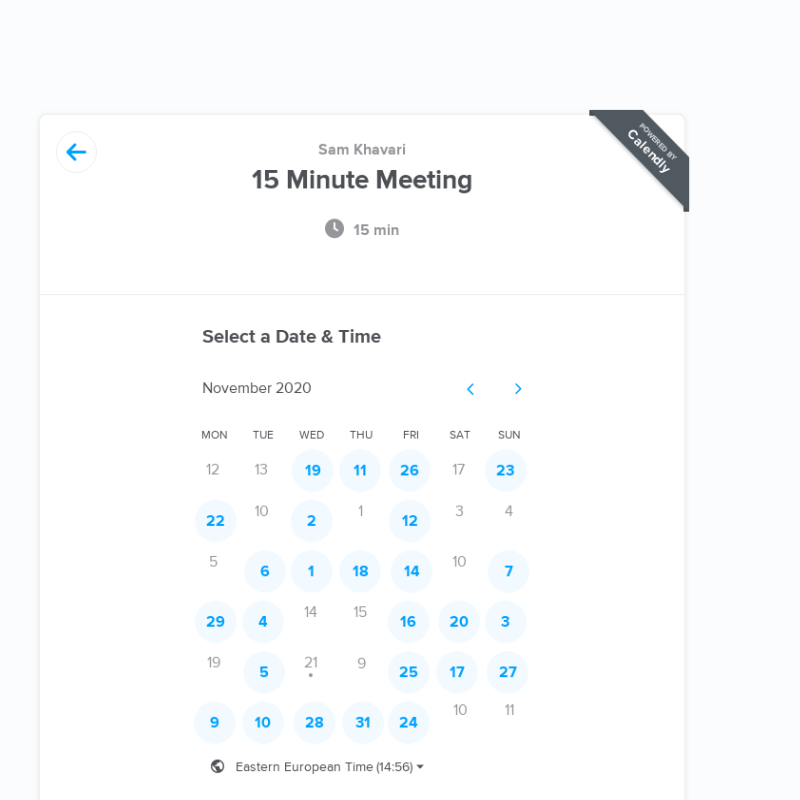 POWERED BY
Calendly
Sam Khavari
15 Minute Meeting
15 min
Select a Date & Time
November 2020
MON TUE WED THU FRI SAT SUN
12 13 19 11 26 17 23
22 10 2 1 12 3 4
5 6 1 18 14 10 7
29 4 14 15 16 20 3
19 5 21 9 25 17 27
9 10 28 31 24 10 11
Eastern European Time (14:56)